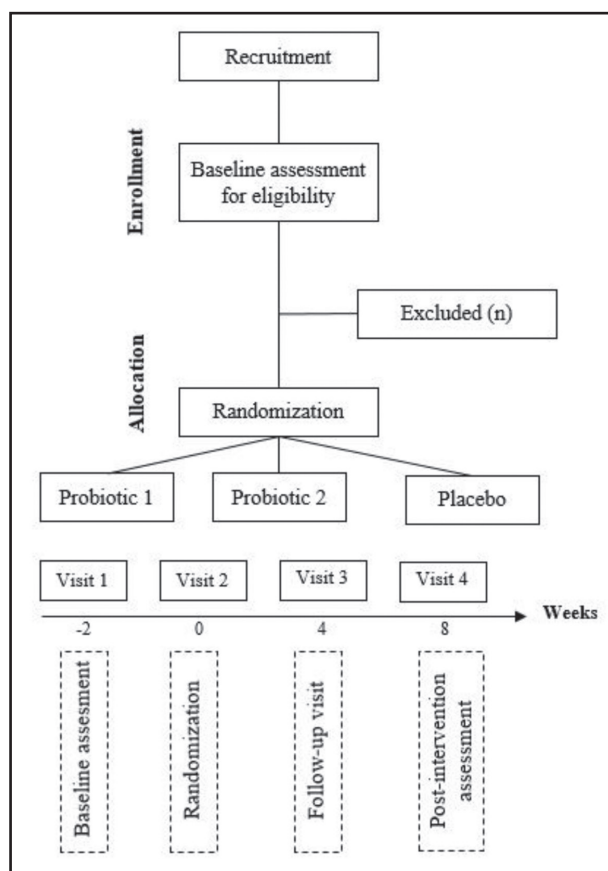 Recruitment
Enrollment
Baseline assessment
for eligibility
Excluded (n)
Allocation
Randomization
Probiotic 1
Probiotic 2
Placebo
Visit 1
Visit 2
Visit 3
Visit 4
Weeks
-2
0
4
8
Baseline assesment
Randomization
Follow-up visit
Post-intervention
assessment